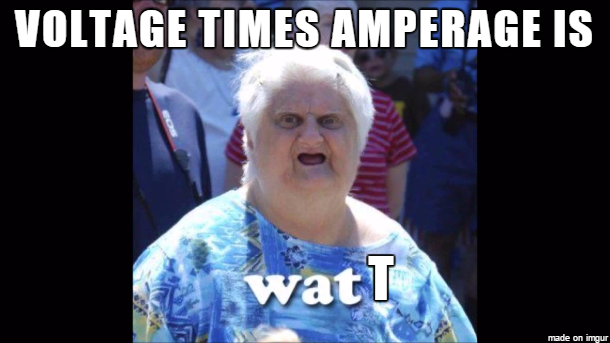 VOLTAGE TIMES AMPERAGE IS
watT
made on imgur